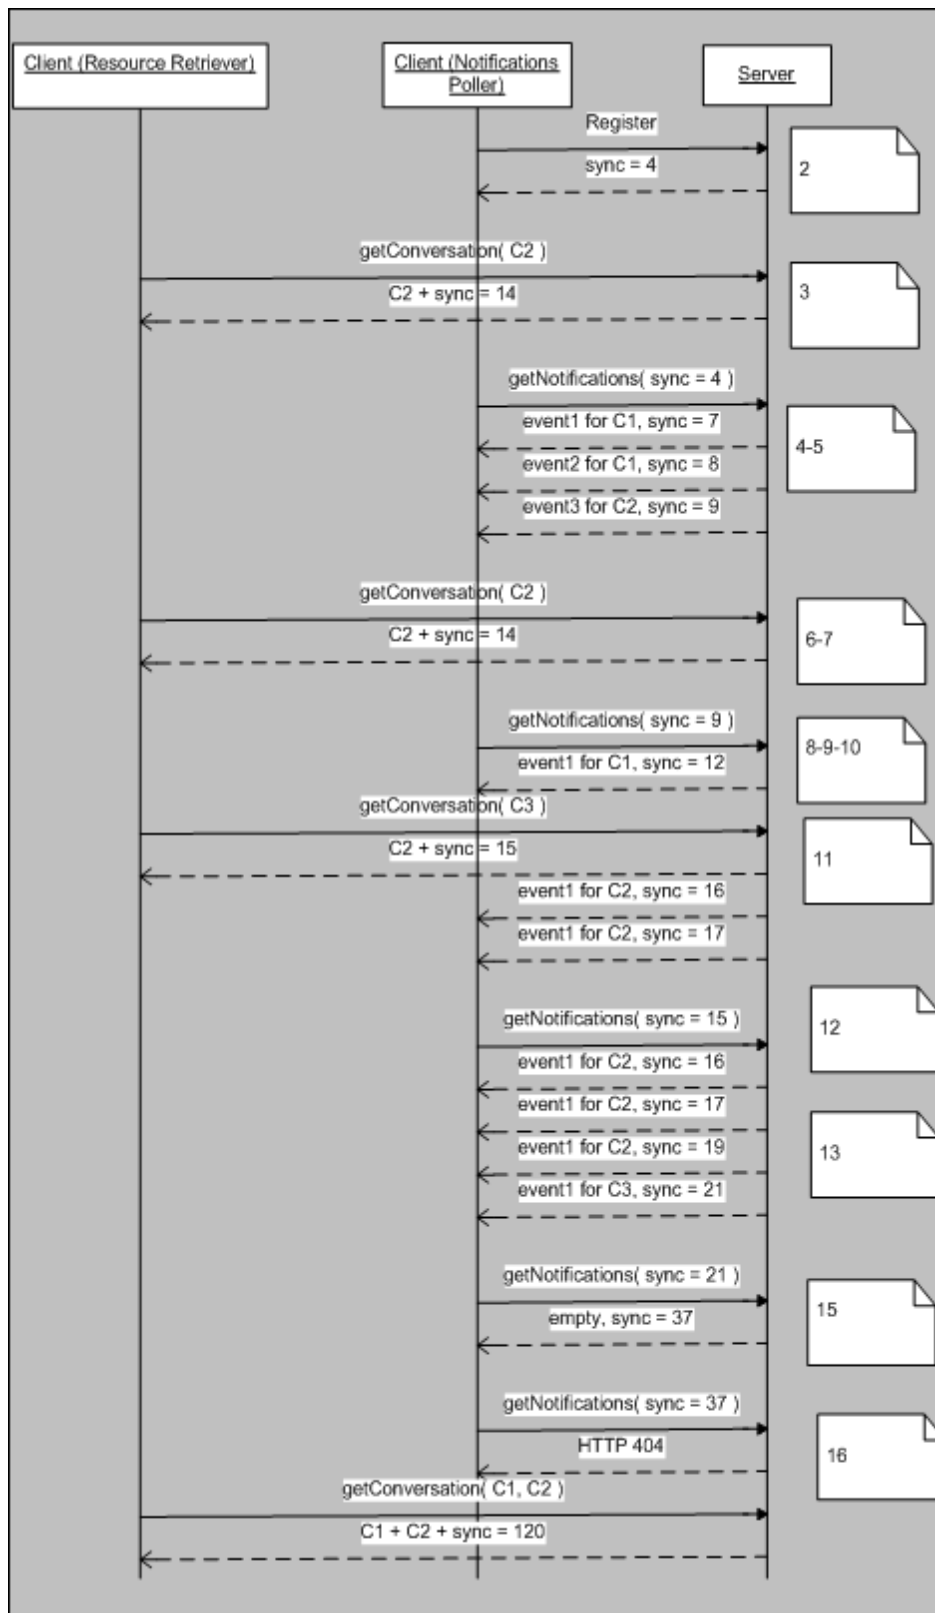 Client (Resource Retriever)
Client (Notifications
Poller)
Server
Register
sync = 4
2
getConversation( C2 )
C2 + sync = 14
3
getNotifications( sync = 4 )
event1 for C1, sync = 7
event2 for C1, sync = 8
event3 for C2, sync = 9
4-5
getConversation( C2 )
C2 + sync = 14
6-7
getNotifications( sync = 9 )
event1 for C1, sync = 12
8-9-10
getConversation( C3 )
C2 + sync = 15
11
event1 for C2, sync = 16
event1 for C2, sync = 17
getNotifications( sync = 15 )
12
event1 for C2, sync = 16
event1 for C2, sync = 17
event1 for C2, sync = 19
13
event1 for C3, sync = 21
getNotifications( sync = 21 )
empty, sync = 37
15
getNotifications( sync = 37 )
HTTP 404
16
getConversation( C1, C2 )
C1 + C2 + sync = 120